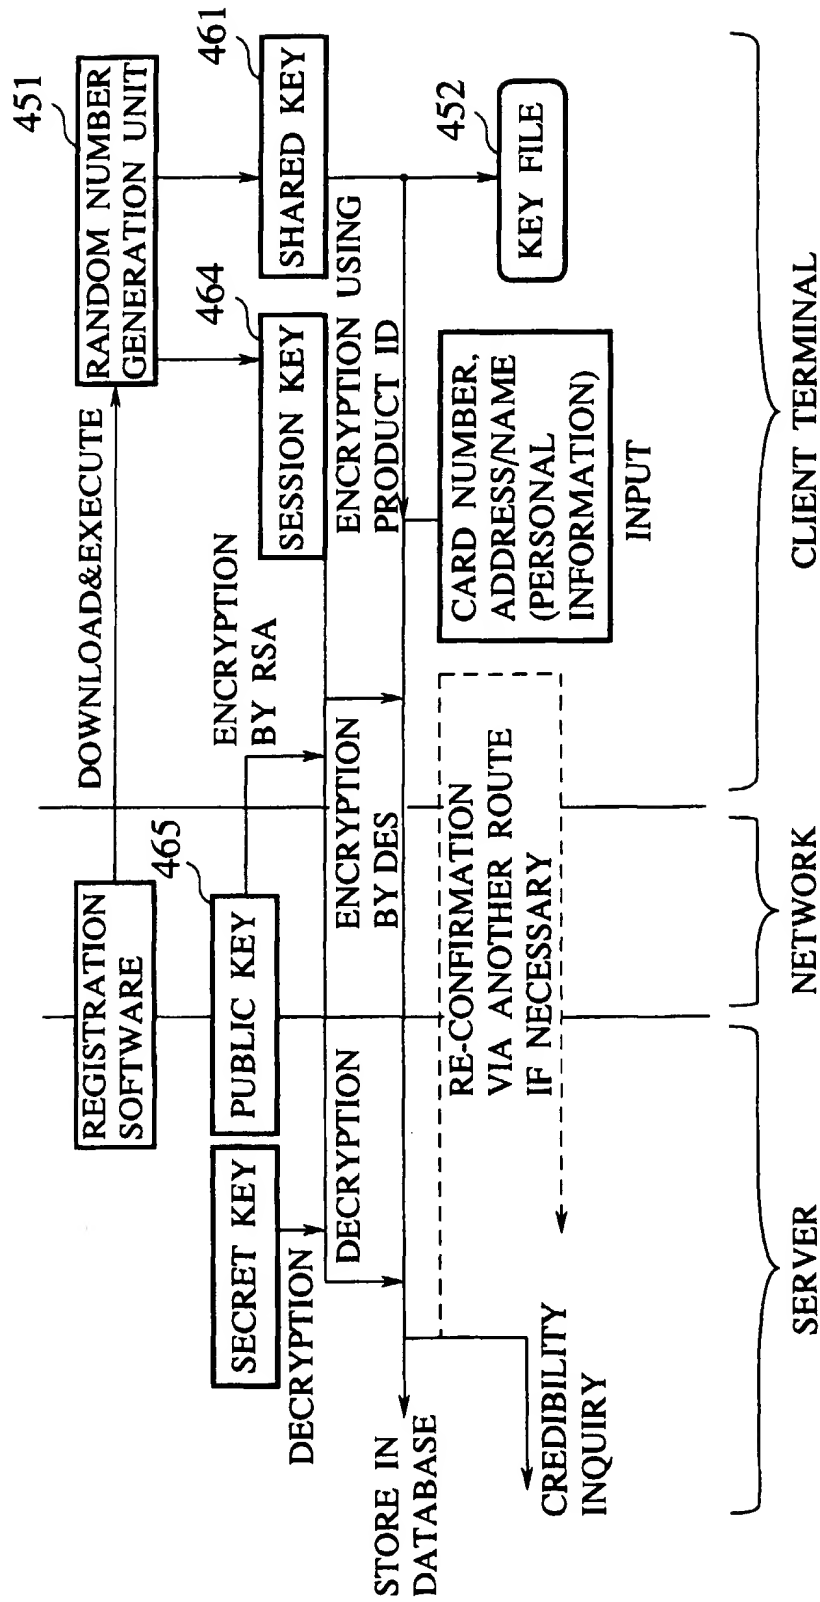 451
RANDOM NUMBER
GENERATION UNIT
461
SHARED KEY
452
KEY FILE
464
SESSION KEY
ENCRYPTION USING
PRODUCT ID
CARD NUMBER,
ADDRESS/NAME
(PERSONAL
INFORMATION)
INPUT
CLIENT TERMINAL
DOWNLOAD&EXECUTE
ENCRYPTION
BY RSA
REGISTRATION
SOFTWARE
465
PUBLIC KEY
ENCRYPTION
BY DES
RE-CONFIRMATION
VIA ANOTHER ROUTE
IF NECESSARY
NETWORK
SECRET KEY
DECRYPTION
DECRYPTION
STORE IN
DATABASE
CREDIBILITY
INQUIRY
SERVER